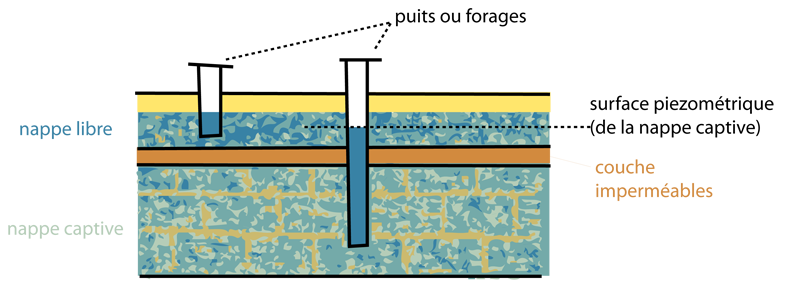 puits ou forages
surface piezométrique
(de la nappe captive)
nappe libre
couche
imperméables
nappe captive